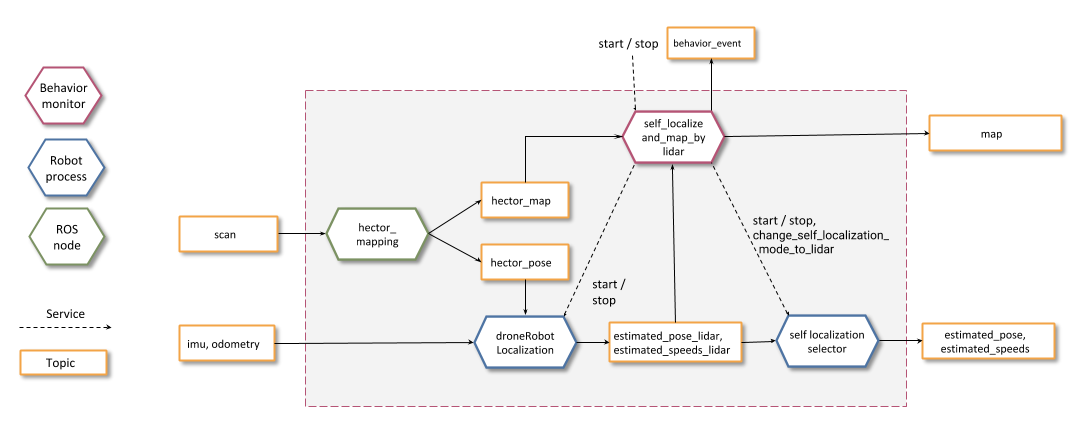 start / stop
behavior_event
Behavior
monitor
self_localize
and_map_by
lidar
map
Robot
process
hector_map
scan
hector_
mapping
ROS
node
hector_pose
start / stop,
change_self_localization_
mode_to_lidar
start /
stop
Service
imu, odometry
droneRobot
Localization
estimated_pose_lidar,
estimated_speeds_lidar
self localization
selector
estimated_pose,
estimated_speeds
Topic